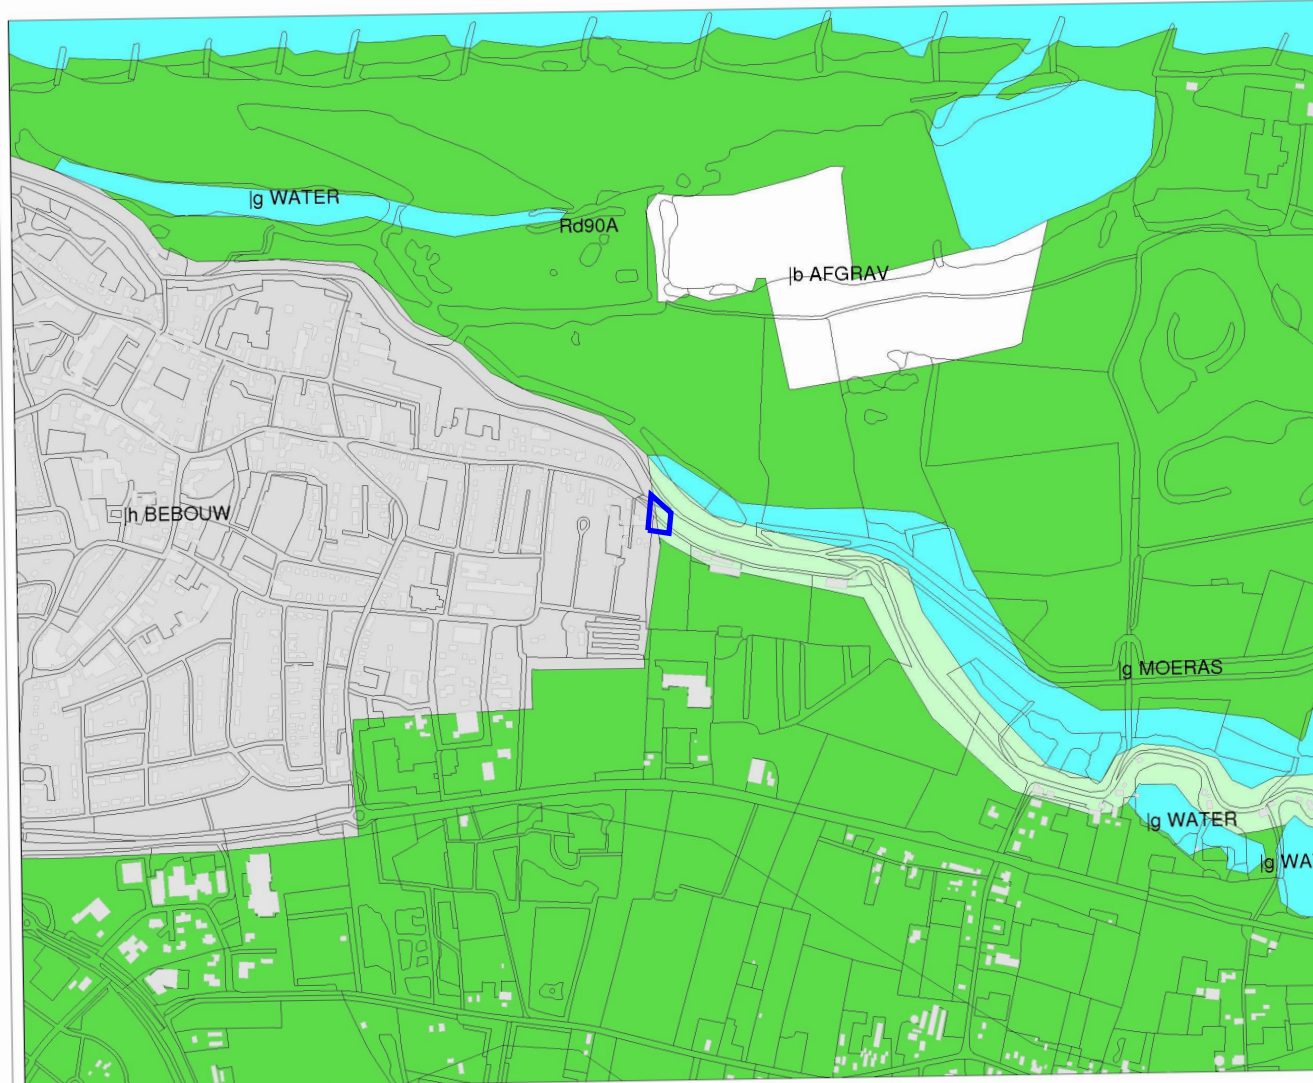 |g WATER
Rd90A
|b AFGRAV
|h BEBOUW
|g MOERAS
|g WATER
|g WA